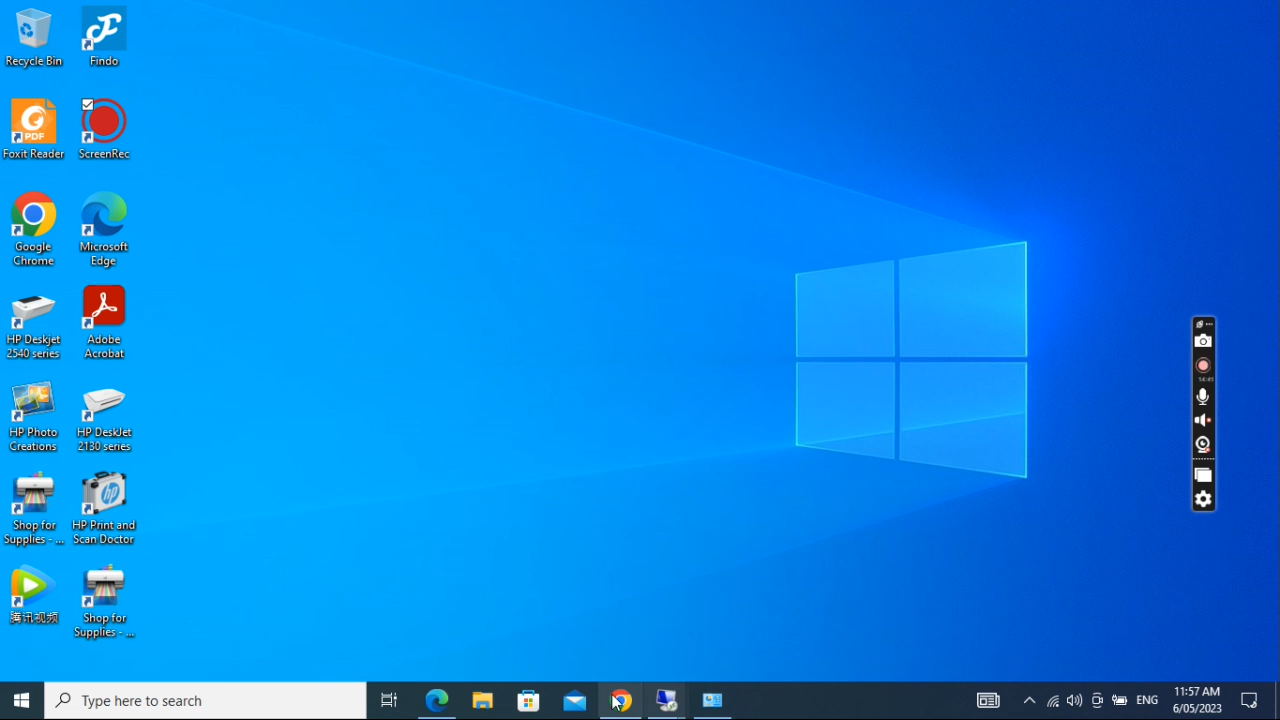 Recycle Bin
Findo
PDF
Foxit Reader
ScreenRec
Google
Chrome
Microsoft
Edge
HP Deskjet
2540 series
Adobe
Acrobat
HP Photo
Creations
HP DeskJet
2130 series
hp
Shop for
Supplies - ...
HP Print and
Scan Doctor
腾讯视频
Shop for
Supplies - ...
Type here to search
ENG
11:57 AM
6/05/2023